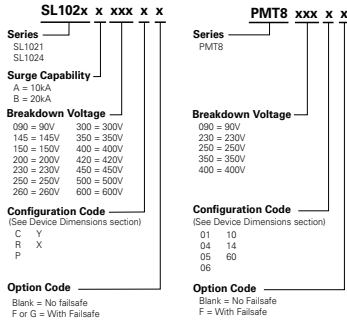 SL102x x xxx x x
Series
SL1021
SL1024
Surge Capability
A = 10kA
B = 20kA
Breakdown Voltage
090 = 90V 300 = 300V
145 = 145V 350 = 350V
150 = 150V 400 = 400V
200 = 200V 420 = 420V
230 = 230V 450 = 450V
250 = 250V 500 = 500V
260 = 260V 600 = 600V
Configuration Code
(See Device Dimensions section)
C Y
R X
P
Option Code
Blank = No failsafe
F or G = With Failsafe
PMT8 xxx x x
Series
PMT8
Breakdown Voltage
090 = 90V
230 = 230V
250 = 250V
350 = 350V
400 = 400V
Configuration Code
(See Device Dimensions section)
01 10
04 14
05 60
06
Option Code
Blank = No Failsafe
F = With Failsafe